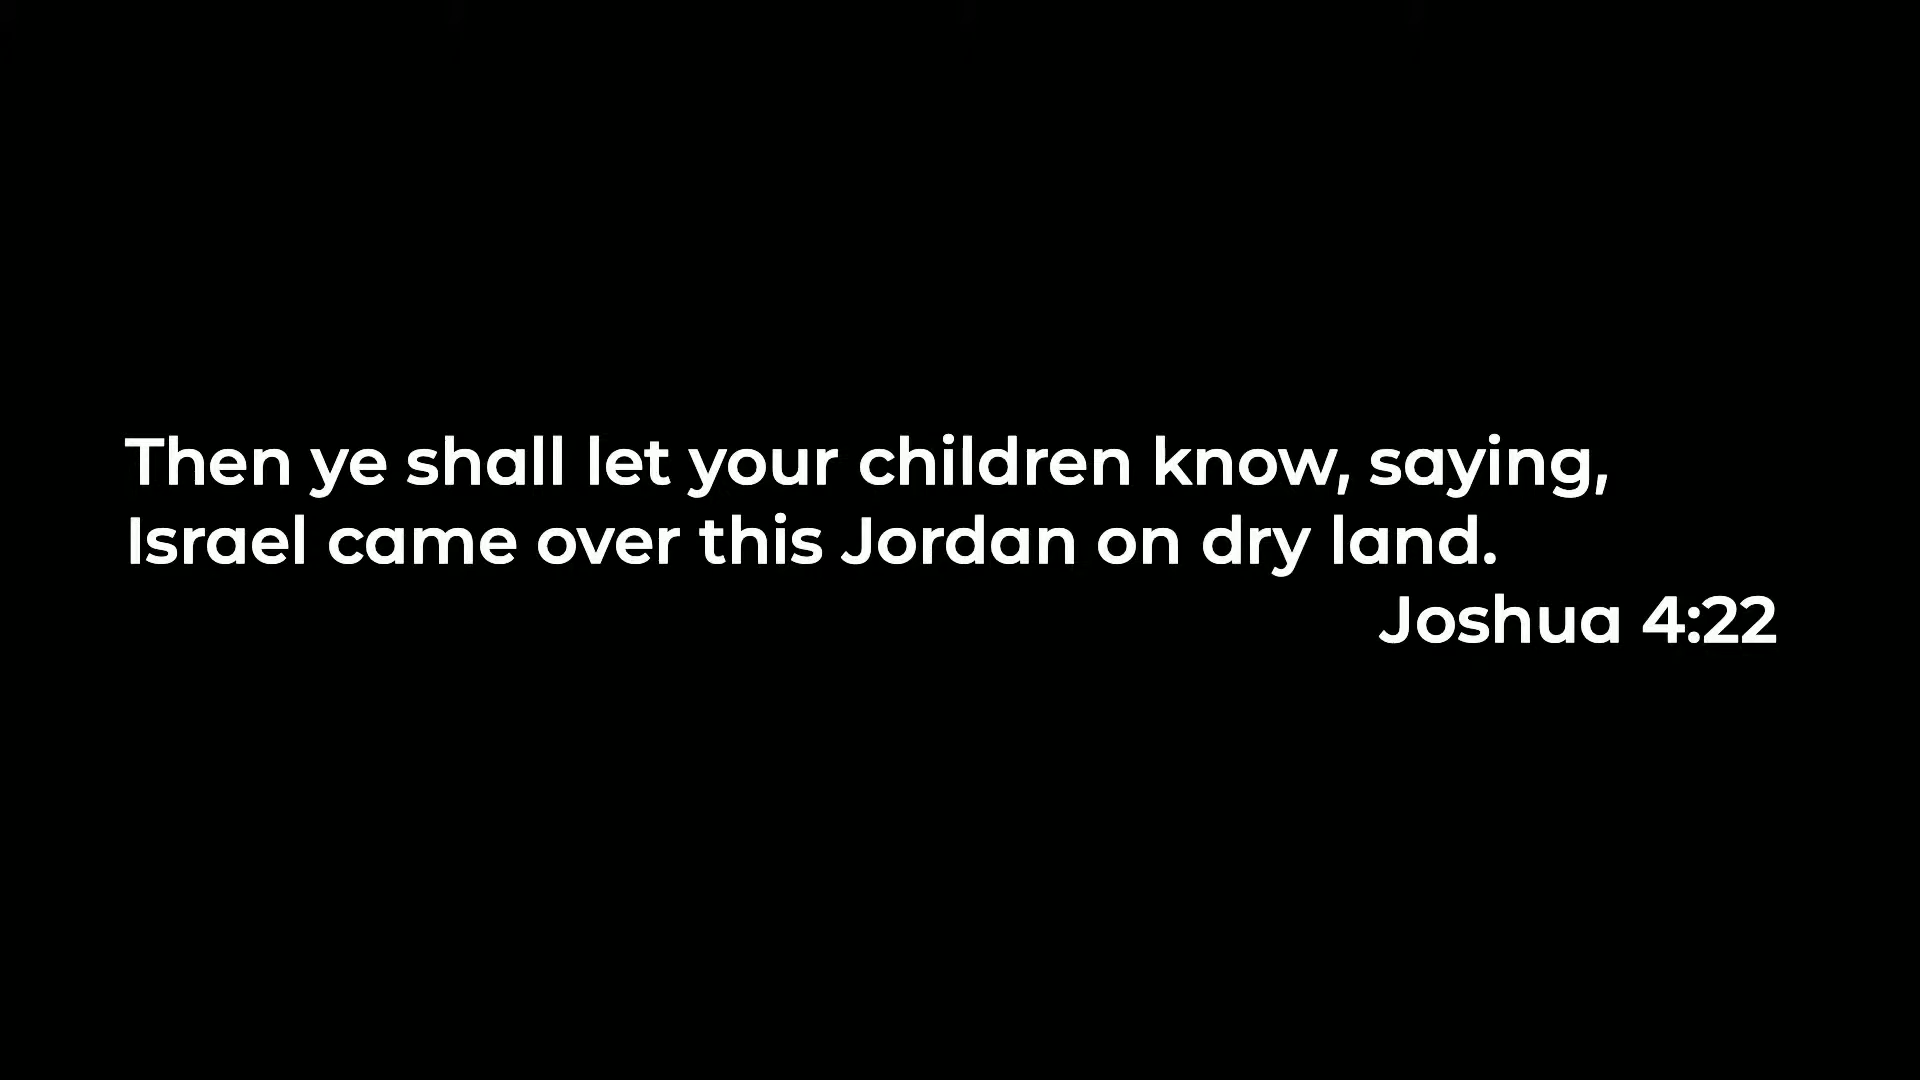 Then ye shall let your children know, saying,
Israel came over this Jordan on dry land.
Joshua 4:22